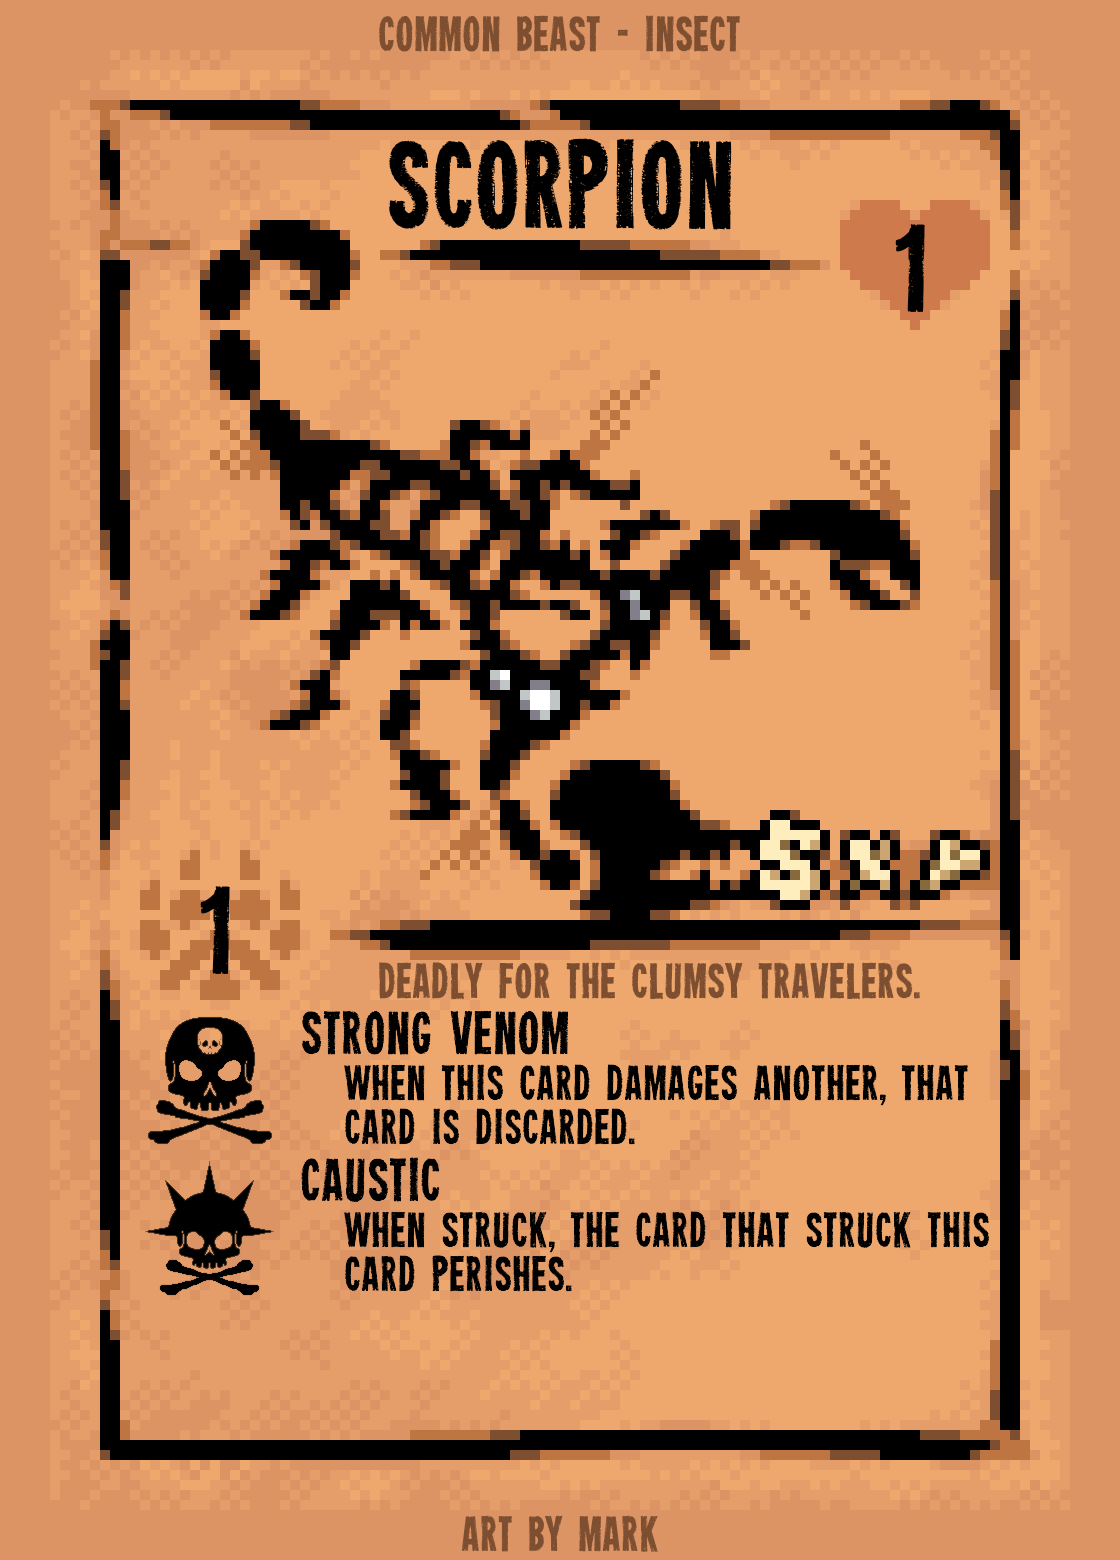 COMMON BEAST - INSECT
SCORPION
1
1
DEADLY FOR THE CLUMSY TRAVELERS.
STRONG VENOM
WHEN THIS CARD DAMAGES ANOTHER, THAT
CARD IS DISCARDED.
CAUSTIC
WHEN STRUCK, THE CARD THAT STRUCK THIS
CARD PERISHES.
ART BY MARK